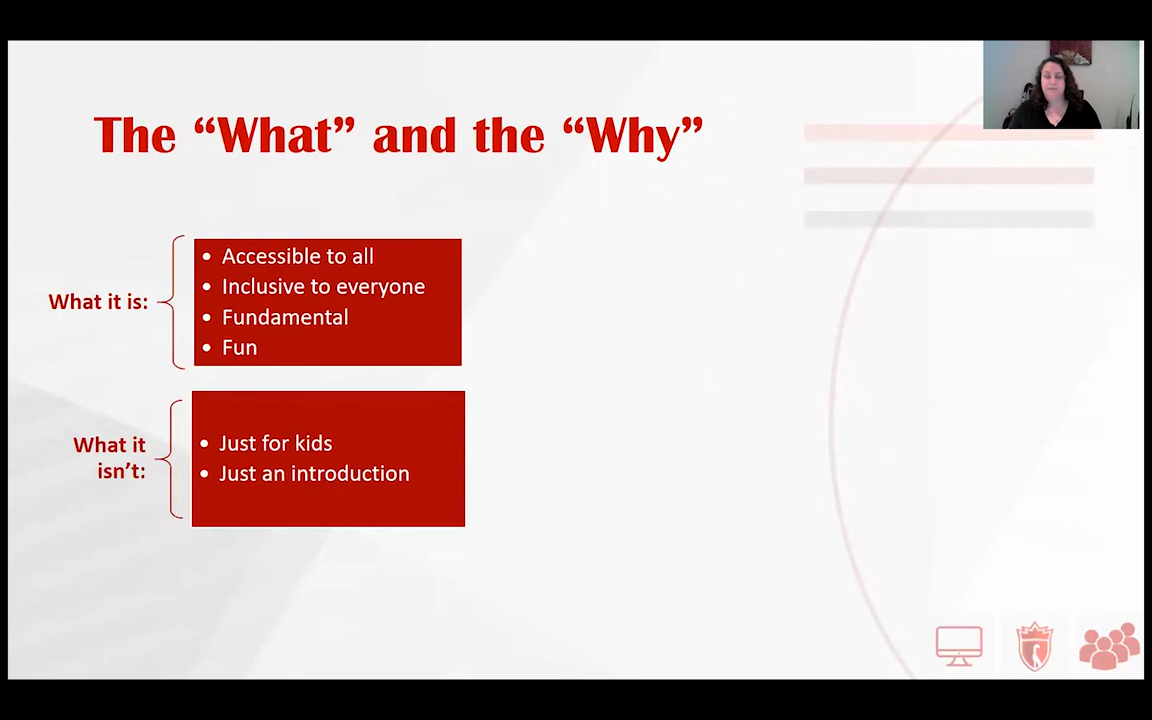 The “What” and the “Why”
What it is:
• Accessible to all
• Inclusive to everyone
• Fundamental
• Fun
What it
isn’t:
• Just for kids
• Just an introduction